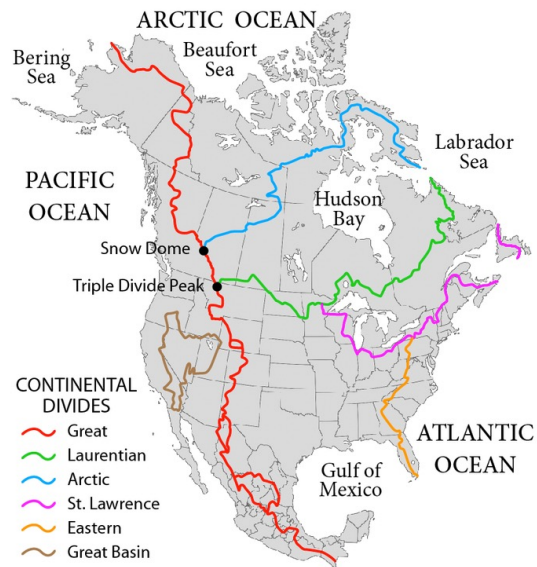 ARCTIC OCEAN
Bering
Sea
Beaufort
Sea
Labrador
Sea
PACIFIC
OCEAN
Hudson
Bay
Snow Dome
Triple Divide Peak
CONTINENTAL
DIVIDES
Great
Laurentian
Arctic
St. Lawrence
Eastern
Great Basin
Gulf of
Mexico
ATLANTIC
OCEAN